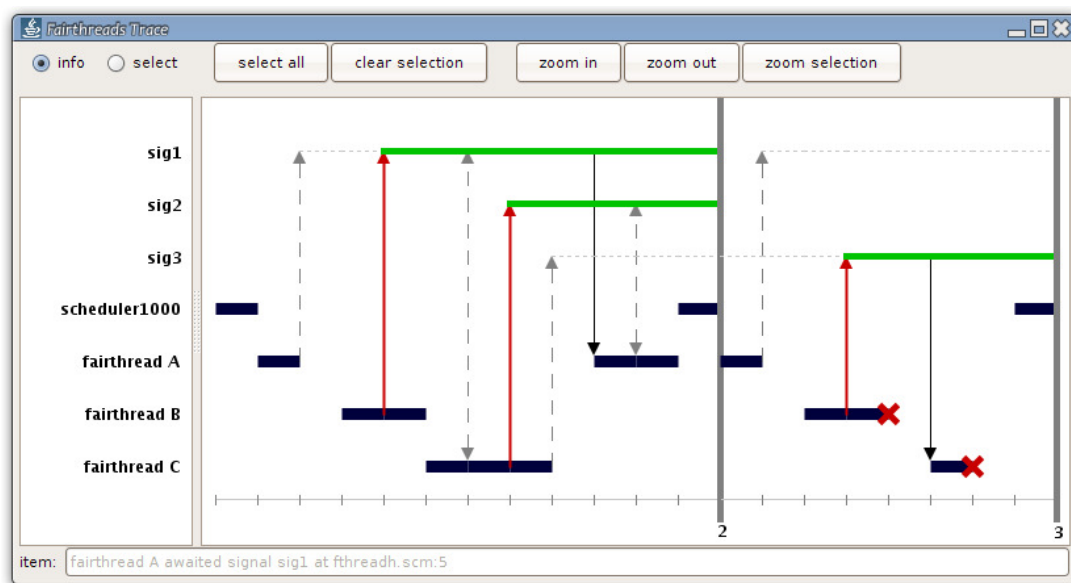 Fairthreads Trace
info select select all clear selection zoom in zoom out zoom selection
sig1
sig2
sig3
scheduler1000
fairthread A
fairthread B
fairthread C
2 3
item: fairthread A awaited signal sig1 at fthreadh.scm:5